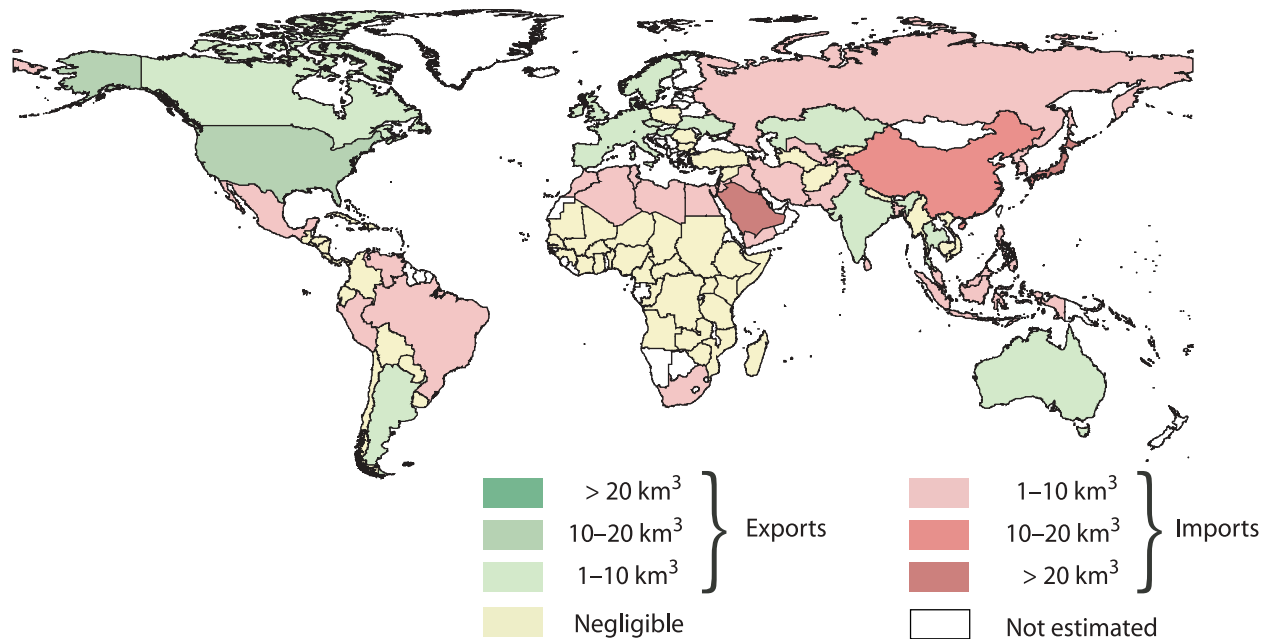 > 20 km³
10–20 km³
1–10 km³
Exports
Negligible
1–10 km³
10–20 km³
> 20 km³
Imports
Not estimated